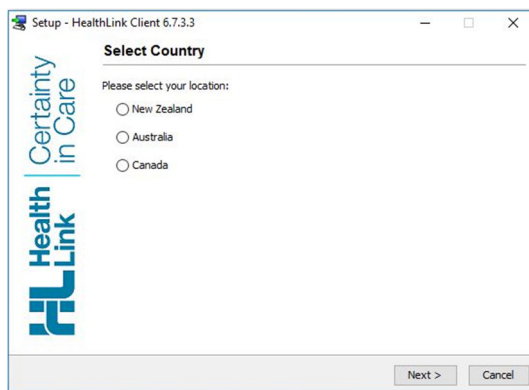 Setup - HealthLink Client 6.7.3.3
Select Country
Please select your location:
New Zealand
Australia
Canada
Health
Link
Certainty
in Care
Next >
Cancel